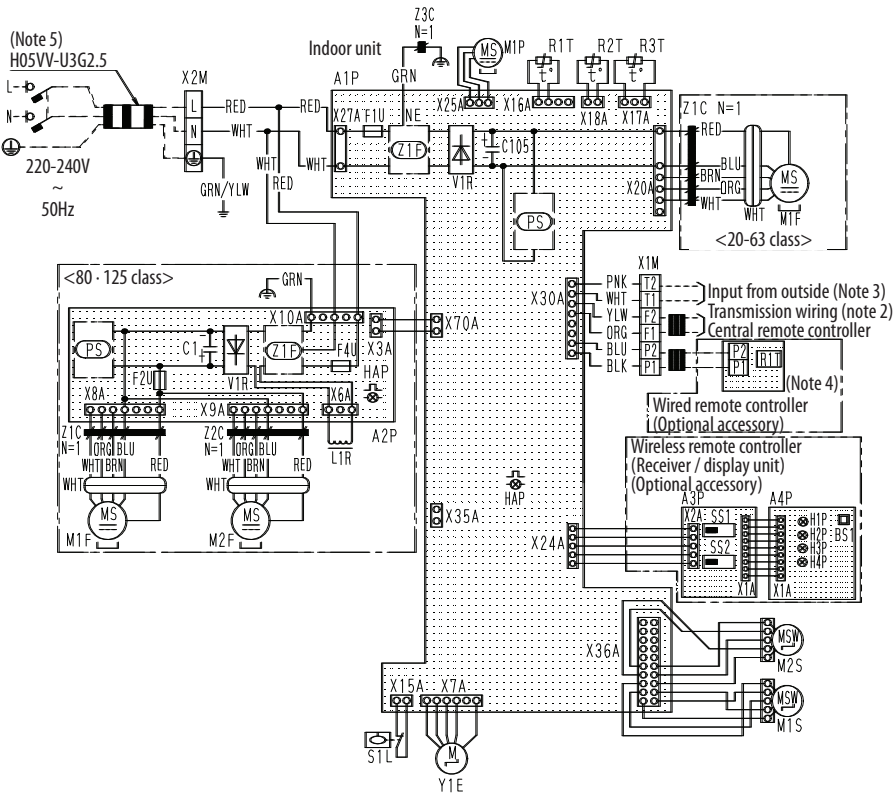 (Note 5)
H05VV-U3G2.5
L
N
220-240V
~
50Hz
X2M
L
N
RED
WHT
GRN/YLW
WHT
RED
RED
WHT
Indoor unit
A1P
Z3C
N=1
GRN
X27A
F1U
NE
Z1F
V1R
C105
PS
MS
M1P
X25A
R1T
R2T
R3T
t°
t°
t°
X16A
X18A
X17A
Z1C N=1
RED
BLU
BRN
ORG
WHT
X20A
WHT
MS
M1F
<20-63 class>
<80 · 125 class>
GRN
X10A
PS
C1
V1R
Z1F
F4U
X3A
X70A
HAP
F2U
X8A
X9A
X6A
A2P
L1R
Z1C
N=1
ORG
BLU
WHT
BRN
RED
WHT
MS
M1F
Z2C
N=1
ORG
BLU
WHT
BRN
RED
WHT
MS
M2F
X1M
X30A
PNK
T2
WHT
T1
YLW
F2
ORG
F1
BLU
P2
BLK
P1
Input from outside (Note 3)
Transmission wiring (note 2)
Central remote controller
P2
P1
R1T
(Note 4)
Wired remote controller
(Optional accessory)
Wireless remote controller
(Receiver / display unit)
(Optional accessory)
A3P
A4P
X2A
SS1
SS2
X1A
X1A
H1P
H2P
H3P
H4P
BS1
HAP
X35A
X24A
X36A
MSW
M2S
MSW
M1S
X15A
X7A
S1L
M
Y1E